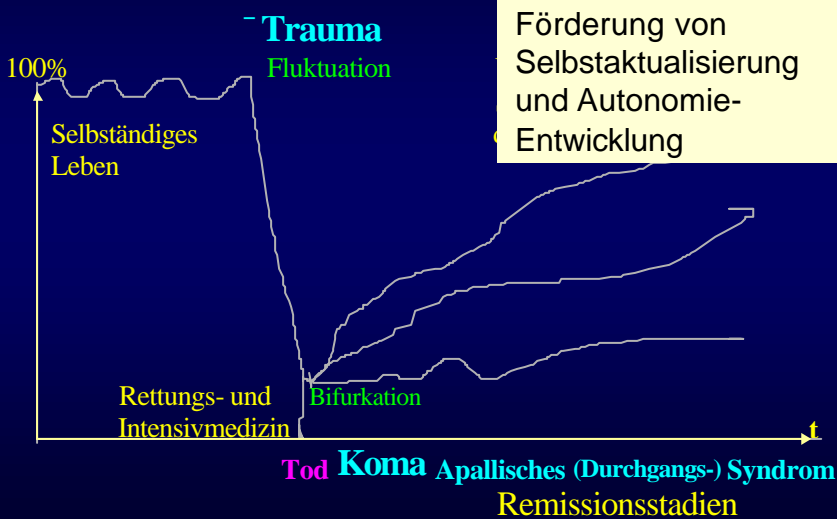 Trauma
Fluktuation
100%
Selbständiges
Leben
Förderung von
Selbstaktualisierung
und Autonomie-
Entwicklung
Rettungs- und
Intensivmedizin
Bifurkation
t
Tod Koma Apallisches (Durchgangs-) Syndrom
Remissionsstadien